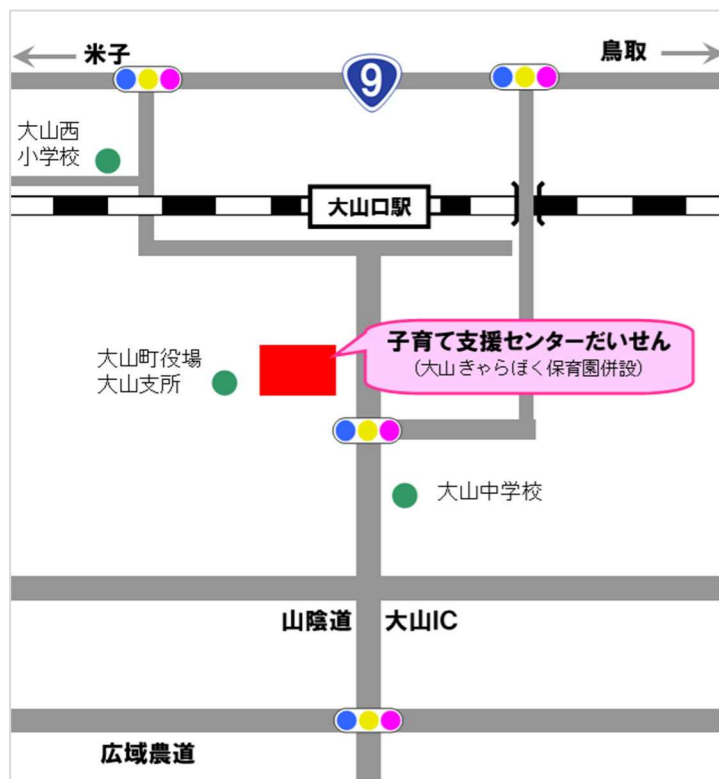 米子
鳥取
9
大山西
小学校
大山口駅
子育て支援センターだいせん
（大山きゃらぼく保育園併設）
大山町役場
大山支所
大山中学校
山陰道
大山IC
広域農道